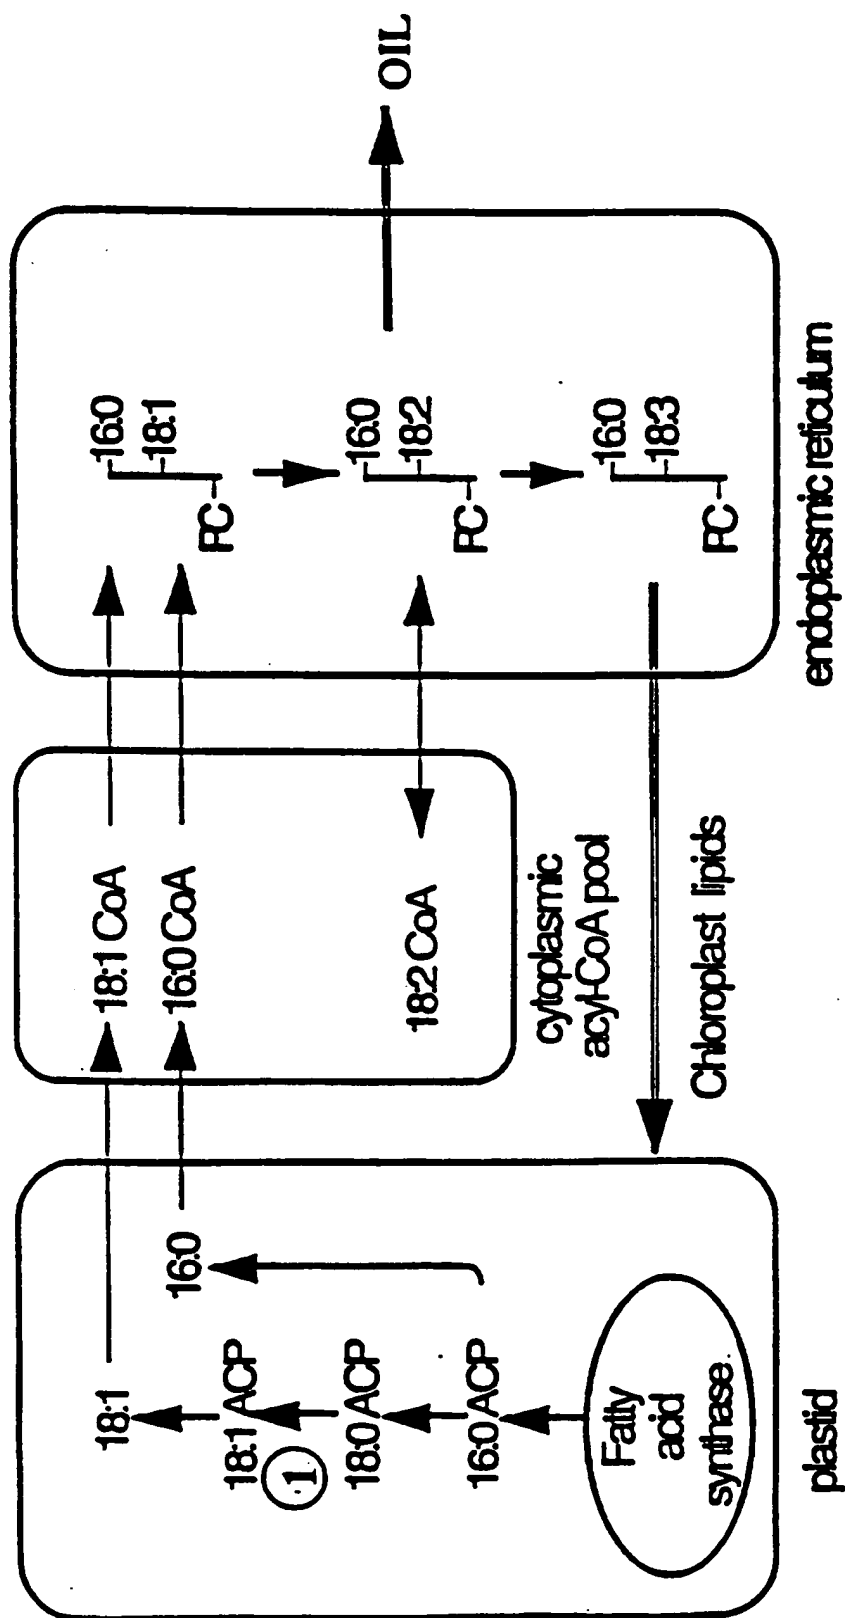 18:1
18:1 ACP
1
18:0 ACP
16:0 ACP
16:0
Fatty
acid
synthase
plastid
18:1 CoA
16:0 CoA
18:2 CoA
cytoplasmic
acyl-CoA pool
Chloroplast lipids
16:0
18:1
PC
16:0
18:2
PC
16:0
18:3
PC
endoplasmic reticulum
OIL